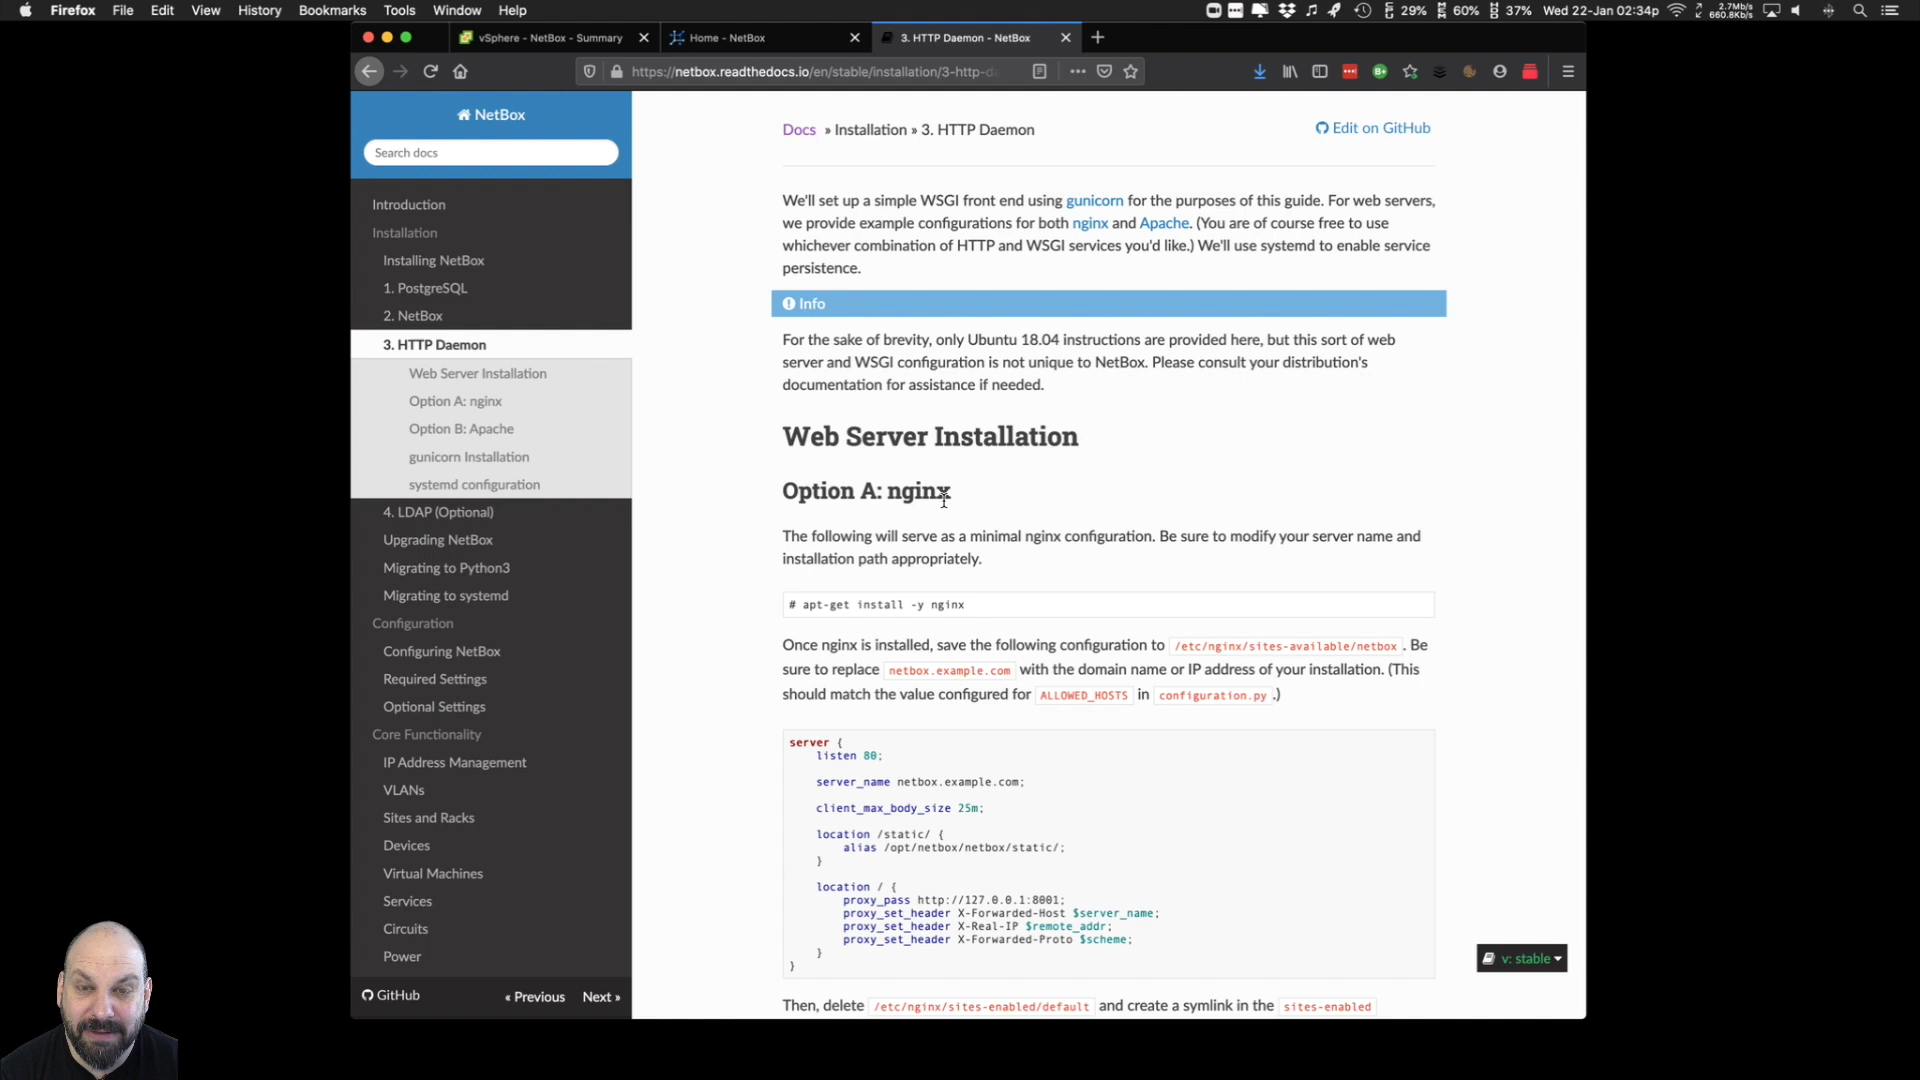 Firefox File Edit View History Bookmarks Tools Window Help
29% 60% 37% Wed 22-Jan 02:34p 2.7Mb/s
660.8Kb/s
vSphere - NetBox - Summary
Home - NetBox
3. HTTP Daemon - NetBox
https://netbox.readthedocs.io/en/stable/installation/3-http-da
NetBox
Search docs
Introduction
Installation
Installing NetBox
1. PostgreSQL
2. NetBox
3. HTTP Daemon
Web Server Installation
Option A: nginx
Option B: Apache
gunicorn Installation
systemd configuration
4. LDAP (Optional)
Upgrading NetBox
Migrating to Python3
Migrating to systemd
Configuration
Configuring NetBox
Required Settings
Optional Settings
Core Functionality
IP Address Management
VLANs
Sites and Racks
Devices
Virtual Machines
Services
Circuits
Power
GitHub « Previous Next »
Docs » Installation » 3. HTTP Daemon
Edit on GitHub
We'll set up a simple WSGI front end using gunicorn for the purposes of this guide. For web servers,
we provide example configurations for both nginx and Apache. (You are of course free to use
whichever combination of HTTP and WSGI services you'd like.) We'll use systemd to enable service
persistence.
Info
For the sake of brevity, only Ubuntu 18.04 instructions are provided here, but this sort of web
server and WSGI configuration is not unique to NetBox. Please consult your distribution's
documentation for assistance if needed.
Web Server Installation
Option A: nginx
The following will serve as a minimal nginx configuration. Be sure to modify your server name and
installation path appropriately.
# apt-get install -y nginx
Once nginx is installed, save the following configuration to /etc/nginx/sites-available/netbox . Be
sure to replace netbox.example.com with the domain name or IP address of your installation. (This
should match the value configured for ALLOWED_HOSTS in configuration.py .)
server {
listen 80;
server_name netbox.example.com;
client_max_body_size 25m;
location /static/ {
alias /opt/netbox/netbox/static/;
}
location / {
proxy_pass http://127.0.0.1:8001;
proxy_set_header X-Forwarded-Host $server_name;
proxy_set_header X-Real-IP $remote_addr;
proxy_set_header X-Forwarded-Proto $scheme;
}
}
v: stable
Then, delete /etc/nginx/sites-enabled/default and create a symlink in the sites-enabled